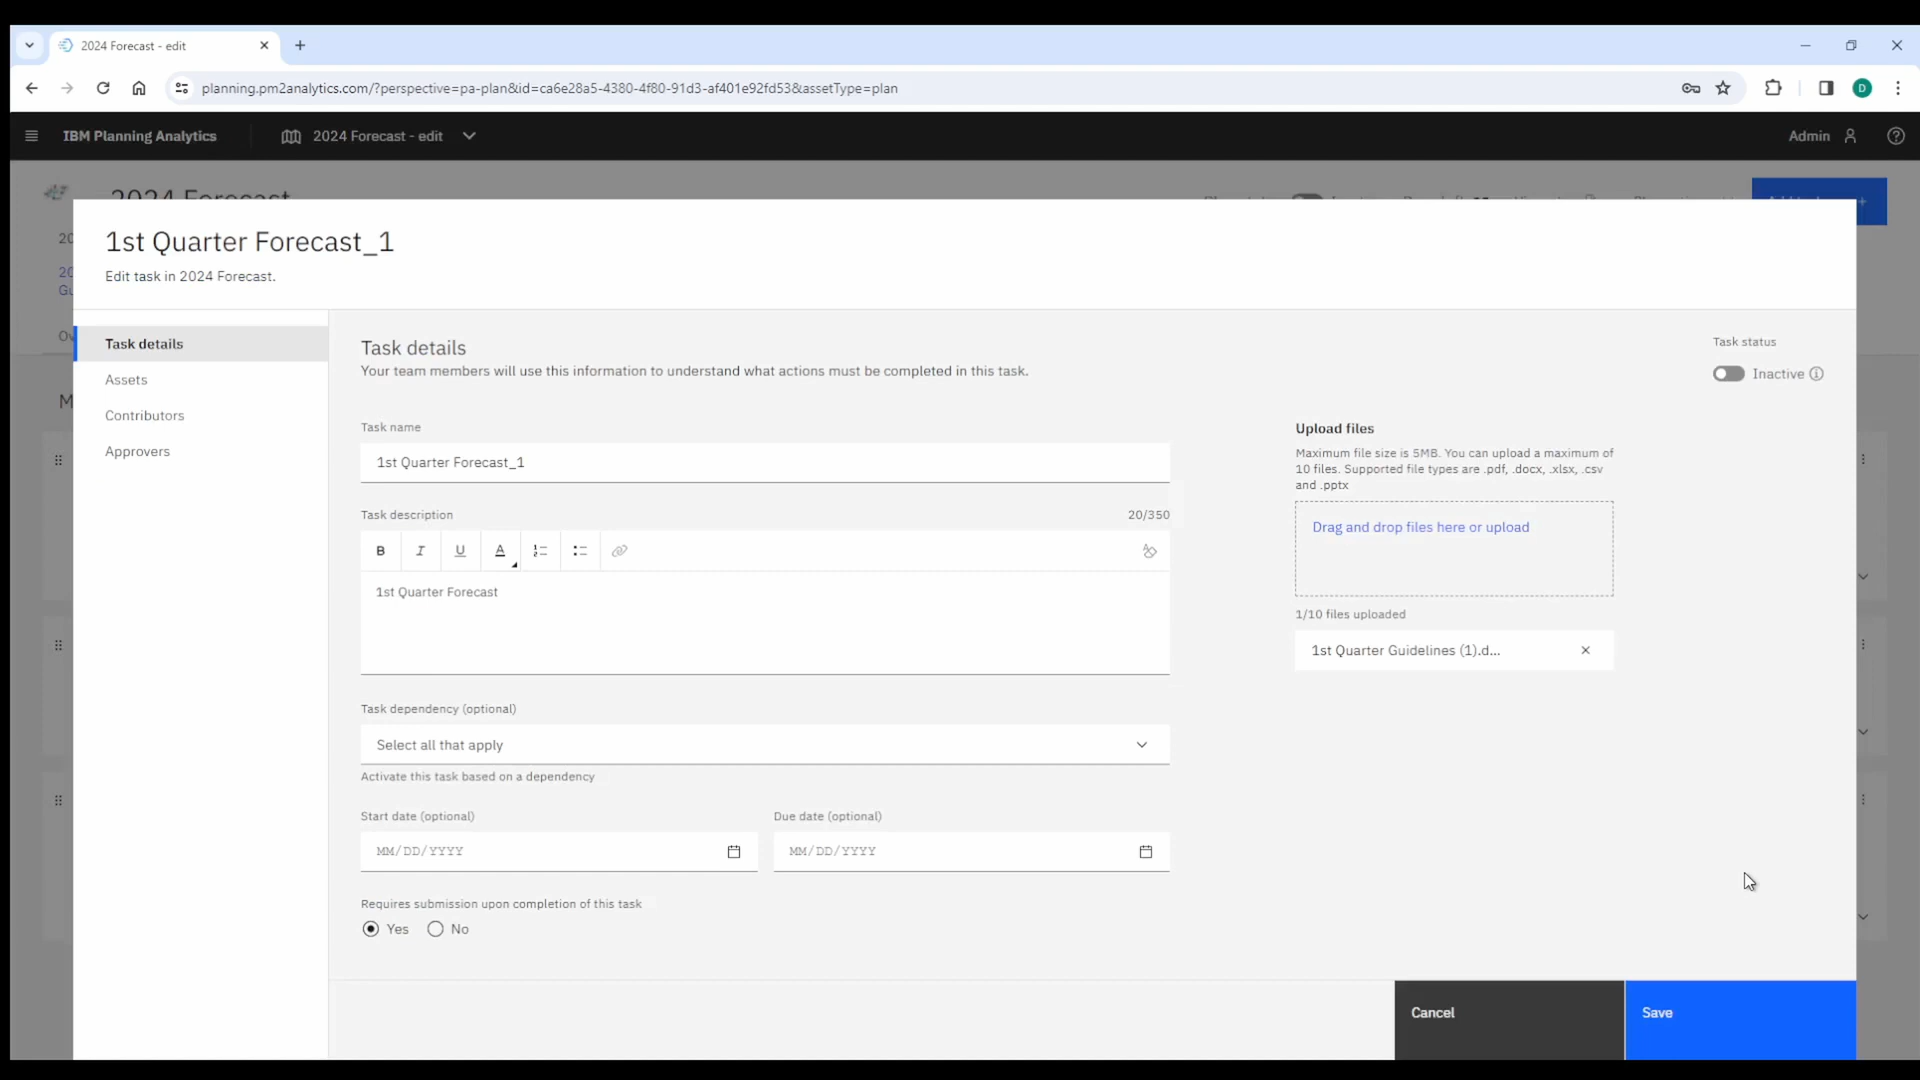 2024 Forecast - edit
planning.pm2analytics.com/?perspective=pa-plan&id=ca6e28a5-4380-4f80-91d3-af401e92fd53&assetType=plan
D
IBM Planning Analytics
2024 Forecast - edit
Admin
2024 Forecast
1st Quarter Forecast_1
Edit task in 2024 Forecast.
Task details
Assets
Contributors
Approvers
Task details
Your team members will use this information to understand what actions must be completed in this task.
Task status
Inactive
Task name
1st Quarter Forecast_1
Task description
20/350
B I U A
1st Quarter Forecast
Task dependency (optional)
Select all that apply
Activate this task based on a dependency
Start date (optional)
MM/DD/YYYY
Due date (optional)
MM/DD/YYYY
Requires submission upon completion of this task
Yes No
Upload files
Maximum file size is 5MB. You can upload a maximum of
10 files. Supported file types are .pdf, .docx, .xlsx, .csv
and .pptx
Drag and drop files here or upload
1/10 files uploaded
1st Quarter Guidelines (1).d...
Cancel
Save